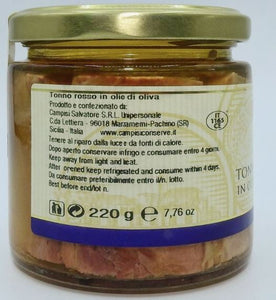 Tonno rosso in olio di oliva
Prodotto e confezionato da:
Campisi Salvatore S.R.L. Unipersonale
C.da Lettiera - 96018 Marzamemi-Pachino (SR)
Sicilia - Italia www.campisiconserve.it
Tenere al riparo dalla luce e da fonti di calore.
Dopo aperto conservare infrigo e consumare entro 4 giorni.
Keep away from light and leat.
After opened keep refrigerated and consume within 4 days.
Da consumare preferibilmente entro il/n. lotto.
Best before end/lot n.
220 g e 7,76 oz
IT
CE
TON
IN O